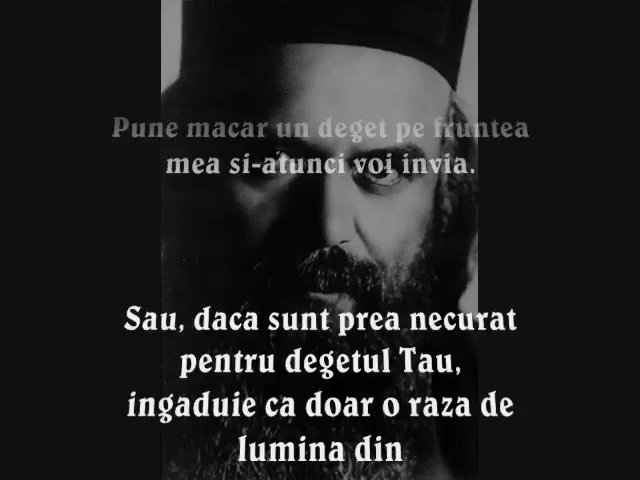 Pune macar un deget pe fruntea
mea si-atunci voi invia.
Sau, daca sunt prea necurat
pentru degetul Tau,
ingaduie ca doar o raza de
lumina din